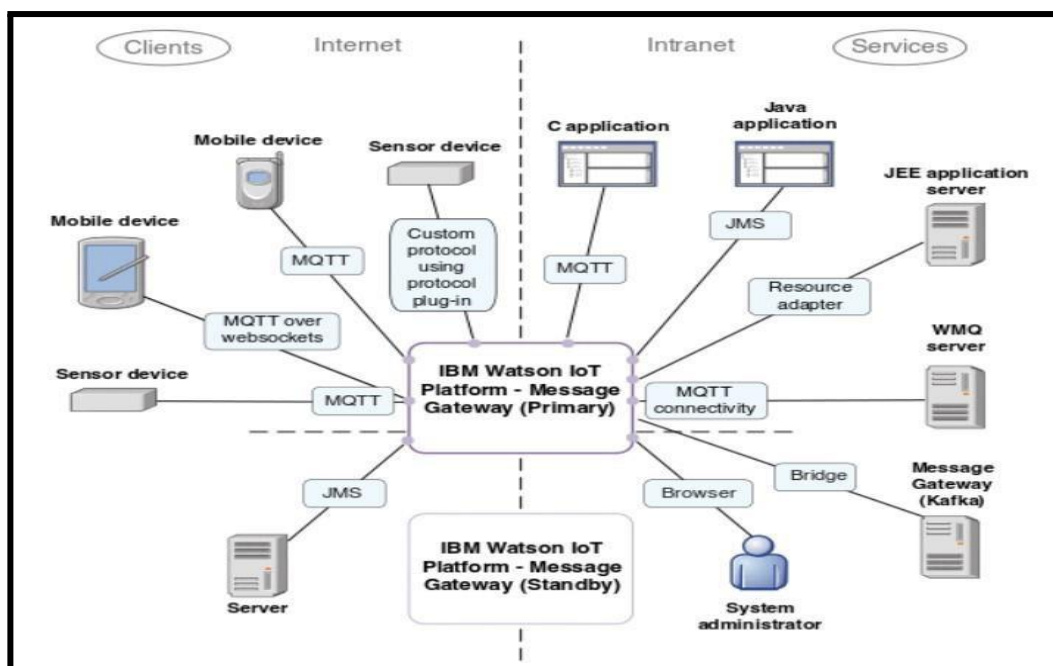 Clients
Internet
Intranet
Services
Mobile device
Sensor device
C application
Java
application
JEE application
server
Mobile device
Custom
protocol
using
protocol
plug-in
JMS
MQTT
MQTT
Resource
adapter
MQTT over
websockets
WMQ
server
Sensor device
MQTT
IBM Watson IoT
Platform - Message
Gateway (Primary)
MQTT
connectivity
JMS
Browser
Bridge
Message
Gateway
(Kafka)
IBM Watson IoT
Platform - Message
Gateway (Standby)
Server
System
administrator